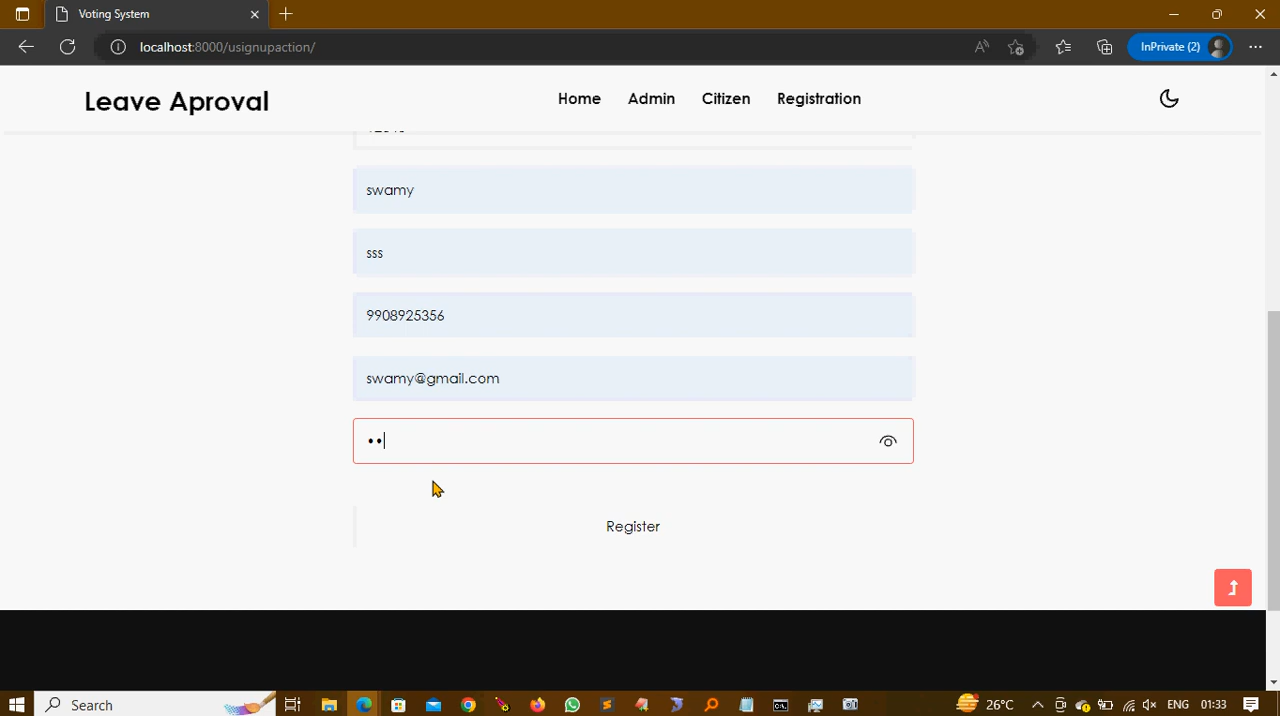 Voting System
localhost:8000/usignupaction/
InPrivate (2)
Leave Aproval
Home Admin Citizen Registration
swamy
sss
9908925356
swamy@gmail.com
••
Register
Search
26°C
ENG
01:33